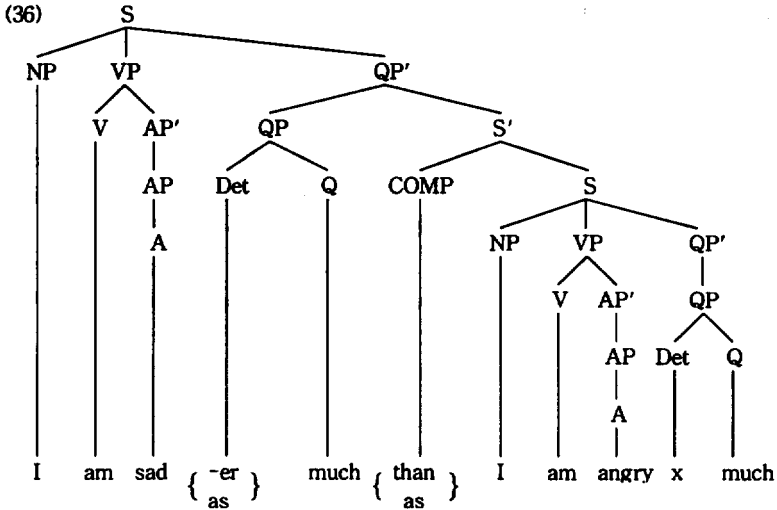 (36) S
NP VP QP′
V AP′ QP S′
AP Det Q COMP S
A NP VP QP′
V AP′ QP
AP Det Q
A
I am sad { -er } much { than } I am angry x much
as as